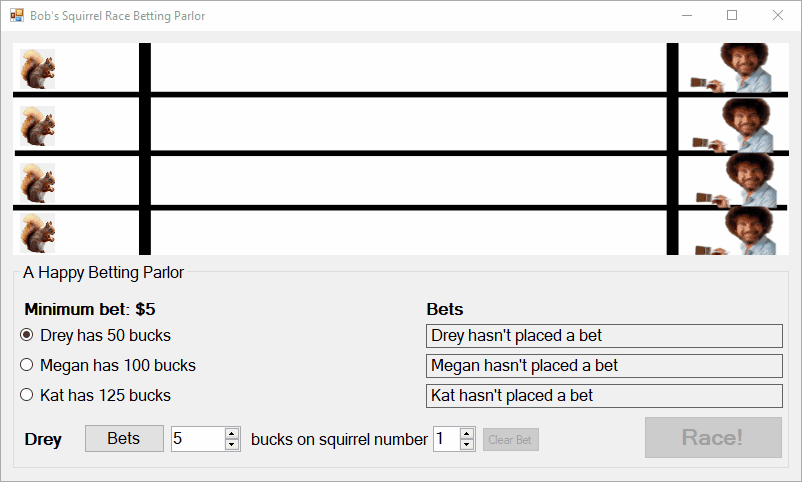 Bob's Squirrel Race Betting Parlor
A Happy Betting Parlor
Minimum bet: $5
Bets
Drey has 50 bucks
Drey hasn't placed a bet
Megan has 100 bucks
Megan hasn't placed a bet
Kat has 125 bucks
Kat hasn't placed a bet
Drey Bets 5 bucks on squirrel number 1 Clear Bet Race!